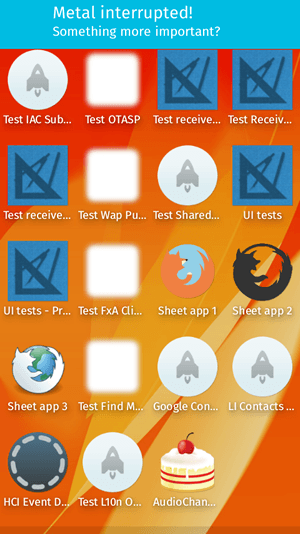 Metal interrupted!
Something more important?
Test IAC Sub... Test OTASP Test receive... Test Receiv...
Test receive... Test Wap Pu... Test Shared... UI tests
UI tests - Pr... Test FxA Cli... Sheet app 1 Sheet app 2
Sheet app 3 Test Find M... Google Con... LI Contacts ...
HCI Event D... Test L10n O... AudioChan...